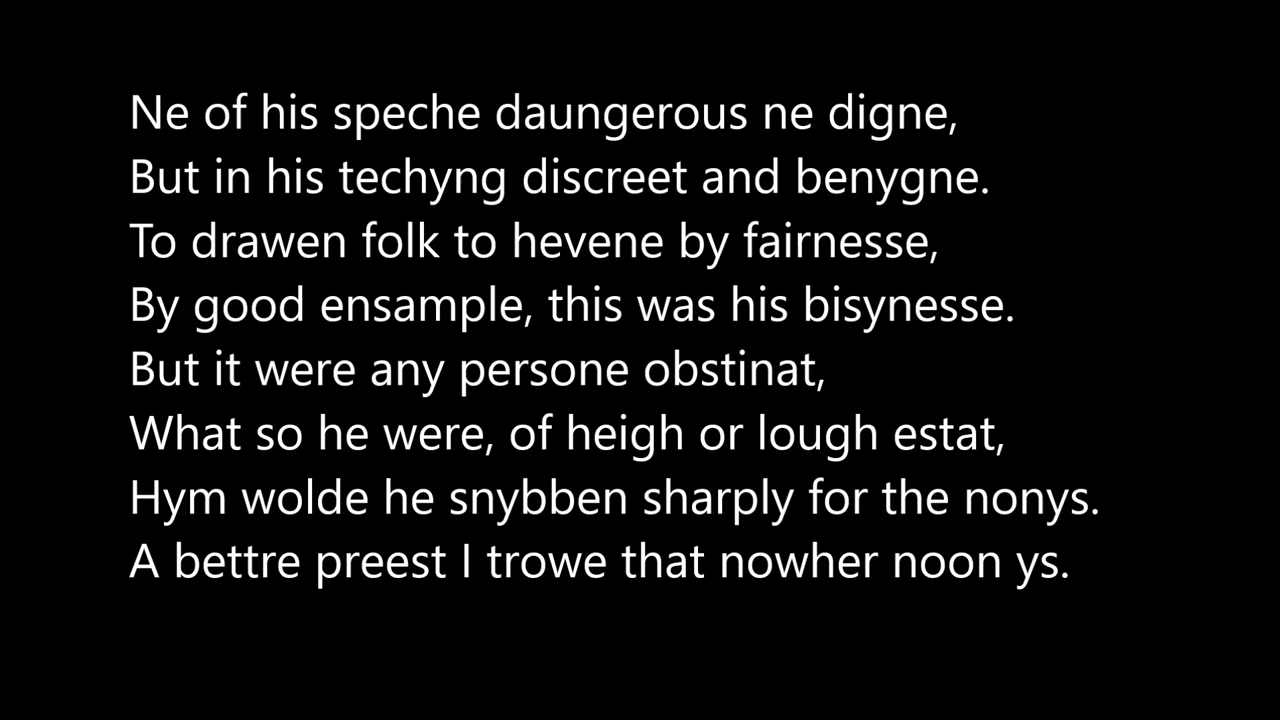 Ne of his speche daungerous ne digne,
But in his techyng discreet and benygne.
To drawen folk to hevene by fairnesse,
By good ensample, this was his bisynesse.
But it were any persone obstinat,
What so he were, of heigh or lough estat,
Hym wolde he snybben sharply for the nonys.
A bettre preest I trowe that nowher noon ys.